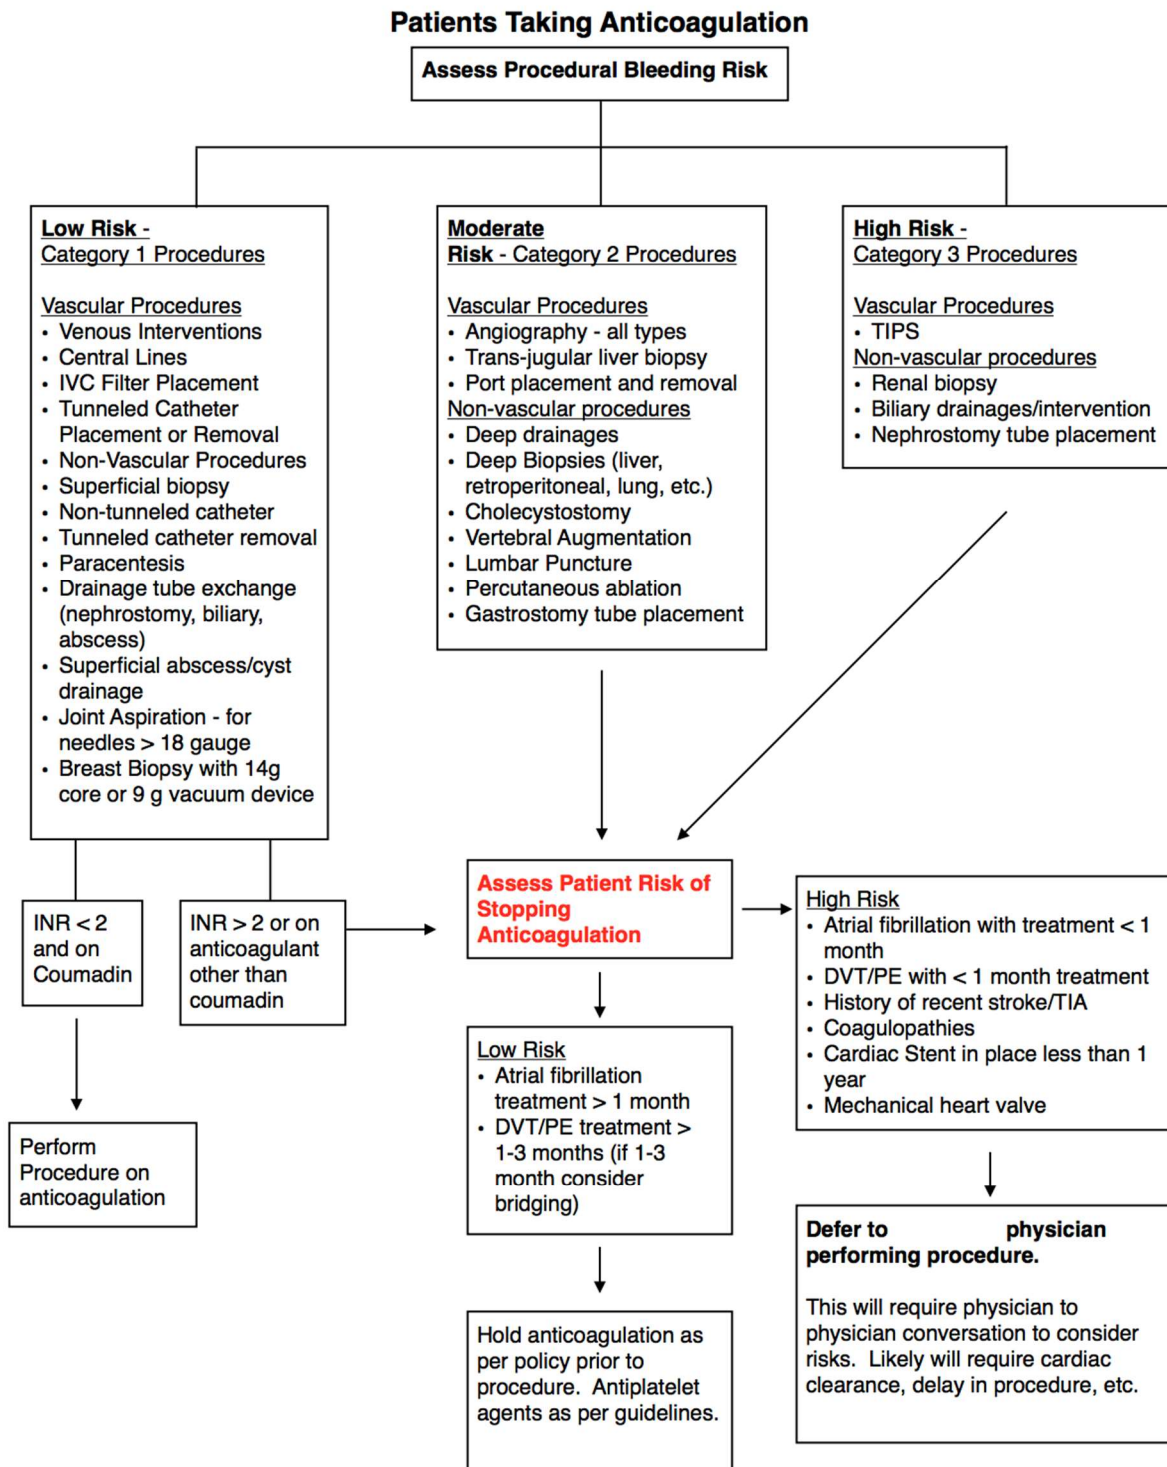 Patients Taking Anticoagulation
Assess Procedural Bleeding Risk
Low Risk -
Category 1 Procedures
Vascular Procedures
• Venous Interventions
• Central Lines
• IVC Filter Placement
• Tunneled Catheter
Placement or Removal
• Non-Vascular Procedures
• Superficial biopsy
• Non-tunneled catheter
• Tunneled catheter removal
• Paracentesis
• Drainage tube exchange
(nephrostomy, biliary,
abscess)
• Superficial abscess/cyst
drainage
• Joint Aspiration - for
needles > 18 gauge
• Breast Biopsy with 14g
core or 9 g vacuum device
Moderate
Risk - Category 2 Procedures
Vascular Procedures
• Angiography - all types
• Trans-jugular liver biopsy
• Port placement and removal
Non-vascular procedures
• Deep drainages
• Deep Biopsies (liver,
retroperitoneal, lung, etc.)
• Cholecystostomy
• Vertebral Augmentation
• Lumbar Puncture
• Percutaneous ablation
• Gastrostomy tube placement
High Risk -
Category 3 Procedures
Vascular Procedures
• TIPS
Non-vascular procedures
• Renal biopsy
• Biliary drainages/intervention
• Nephrostomy tube placement
INR < 2
and on
Coumadin
INR > 2 or on
anticoagulant
other than
coumadin
Perform
Procedure on
anticoagulation
Assess Patient Risk of
Stopping
Anticoagulation
Low Risk
• Atrial fibrillation
treatment > 1 month
• DVT/PE treatment >
1-3 months (if 1-3
month consider
bridging)
Hold anticoagulation as
per policy prior to
procedure. Antiplatelet
agents as per guidelines.
High Risk
• Atrial fibrillation with treatment < 1
month
• DVT/PE with < 1 month treatment
• History of recent stroke/TIA
• Coagulopathies
• Cardiac Stent in place less than 1
year
• Mechanical heart valve
Defer to physician
performing procedure.
This will require physician to
physician conversation to consider
risks. Likely will require cardiac
clearance, delay in procedure, etc.